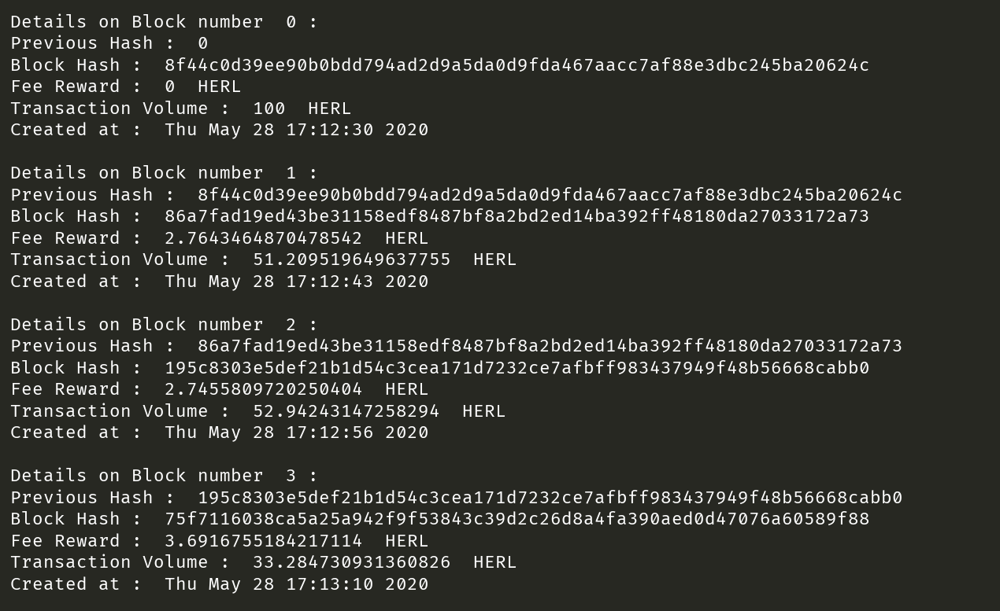 Details on Block number  0 :
Previous Hash :  0
Block Hash :  8f44c0d39ee90b0bdd794ad2d9a5da0d9fda467aacc7af88e3dbc245ba20624c
Fee Reward :  0  HERL
Transaction Volume :  100  HERL
Created at :  Thu May 28 17:12:30 2020

Details on Block number  1 :
Previous Hash :  8f44c0d39ee90b0bdd794ad2d9a5da0d9fda467aacc7af88e3dbc245ba20624c
Block Hash :  86a7fad19ed43be31158edf8487bf8a2bd2ed14ba392ff48180da27033172a73
Fee Reward :  2.7643464870478542  HERL
Transaction Volume :  51.209519649637755  HERL
Created at :  Thu May 28 17:12:43 2020

Details on Block number  2 :
Previous Hash :  86a7fad19ed43be31158edf8487bf8a2bd2ed14ba392ff48180da27033172a73
Block Hash :  195c8303e5def21b1d54c3cea171d7232ce7afbff983437949f48b56668cabb0
Fee Reward :  2.7455809720250404  HERL
Transaction Volume :  52.94243147258294  HERL
Created at :  Thu May 28 17:12:56 2020

Details on Block number  3 :
Previous Hash :  195c8303e5def21b1d54c3cea171d7232ce7afbff983437949f48b56668cabb0
Block Hash :  75f7116038ca5a25a942f9f53843c39d2c26d8a4fa390aed0d47076a60589f88
Fee Reward :  3.6916755184217114  HERL
Transaction Volume :  33.284730931360826  HERL
Created at :  Thu May 28 17:13:10 2020